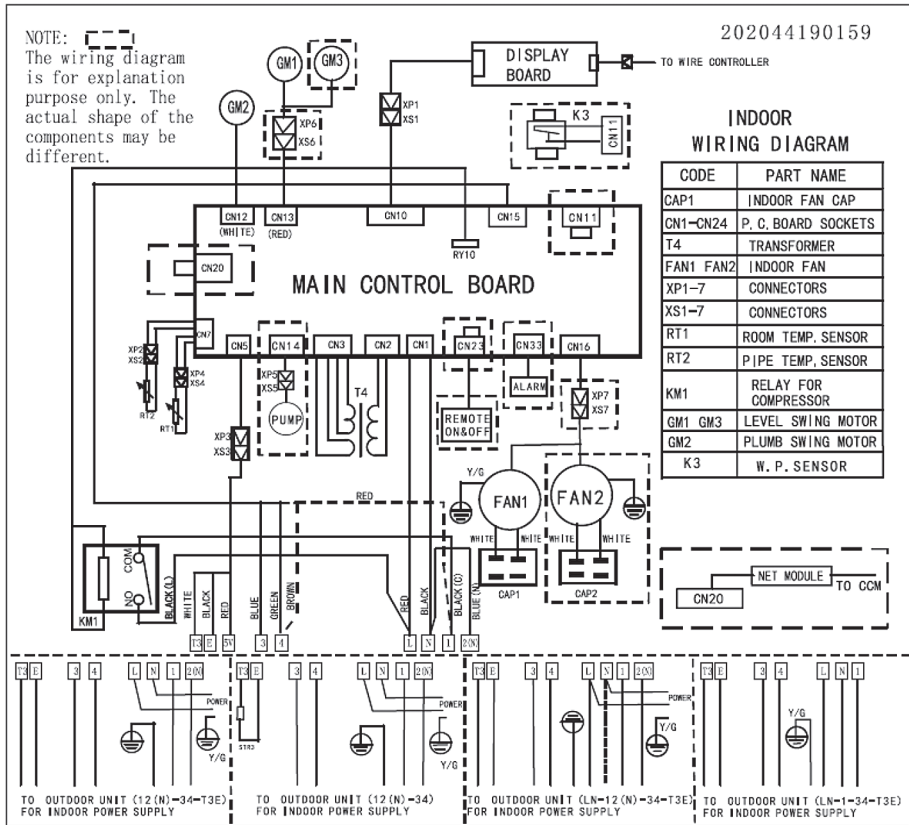 NOTE:
The wiring diagram
is for explanation
purpose only. The
actual shape of the
components may be
different.
202044190159
GM1
GM3
GM2
DISPLAY
BOARD
TO WIRE CONTROLLER
XP6
XS6
XP1
XS1
K3
CN11
INDOOR
WIRING DIAGRAM
CODE PART NAME
CAP1 INDOOR FAN CAP
CN1-CN24 P.C.BOARD SOCKETS
T4 TRANSFORMER
FAN1 FAN2 INDOOR FAN
XP1-7 CONNECTORS
XS1-7 CONNECTORS
RT1 ROOM TEMP.SENSOR
RT2 PIPE TEMP.SENSOR
KM1 RELAY FOR
COMPRESSOR
GM1 GM3 LEVEL SWING MOTOR
GM2 PLUMB SWING MOTOR
K3 W.P.SENSOR
CN12
(WHITE)
CN13
(RED)
CN10
CN15
CN11
RY10
CN20
MAIN CONTROL BOARD
CN7
CN5
CN14
CN3
CN2
CN1
CN23
CN33
CN16
XP2
XS2
XP4
XS4
RT2
RT1
XP5
XS5
PUMP
T4
REMOTE
ON&OFF
ALARM
XP7
XS7
XP3
XS3
Y/G
FAN1
FAN2
WHITE
WHITE
WHITE
WHITE
CAP1
CAP2
RED
NET MODULE
TO CCM
CN20
COM
NO
KM1
BLACK(L)
WHITE
BLACK
RED
BLUE
GREEN
BROWN
RED
BLACK
BLACK(C)
BLUE(N)
T3 E 5V 3 4 L N 1 2(N)
T3 E 3 4 L N 1 2(N)
POWER
Y/G
TO OUTDOOR UNIT (12(N)-34-T3E)
FOR INDOOR POWER SUPPLY
T3 E 3 4 L N 1 2(N)
STR3
POWER
Y/G
TO OUTDOOR UNIT (12(N)-34)
FOR INDOOR POWER SUPPLY
T3 E 3 4 L N 1 2(N)
POWER
Y/G
TO OUTDOOR UNIT (LN-12(N)-34-T3E)
FOR INDOOR POWER SUPPLY
T3 E 3 4 L N 1
Y/G
TO OUTDOOR UNIT (LN-1-34-T3E)
FOR INDOOR POWER SUPPLY